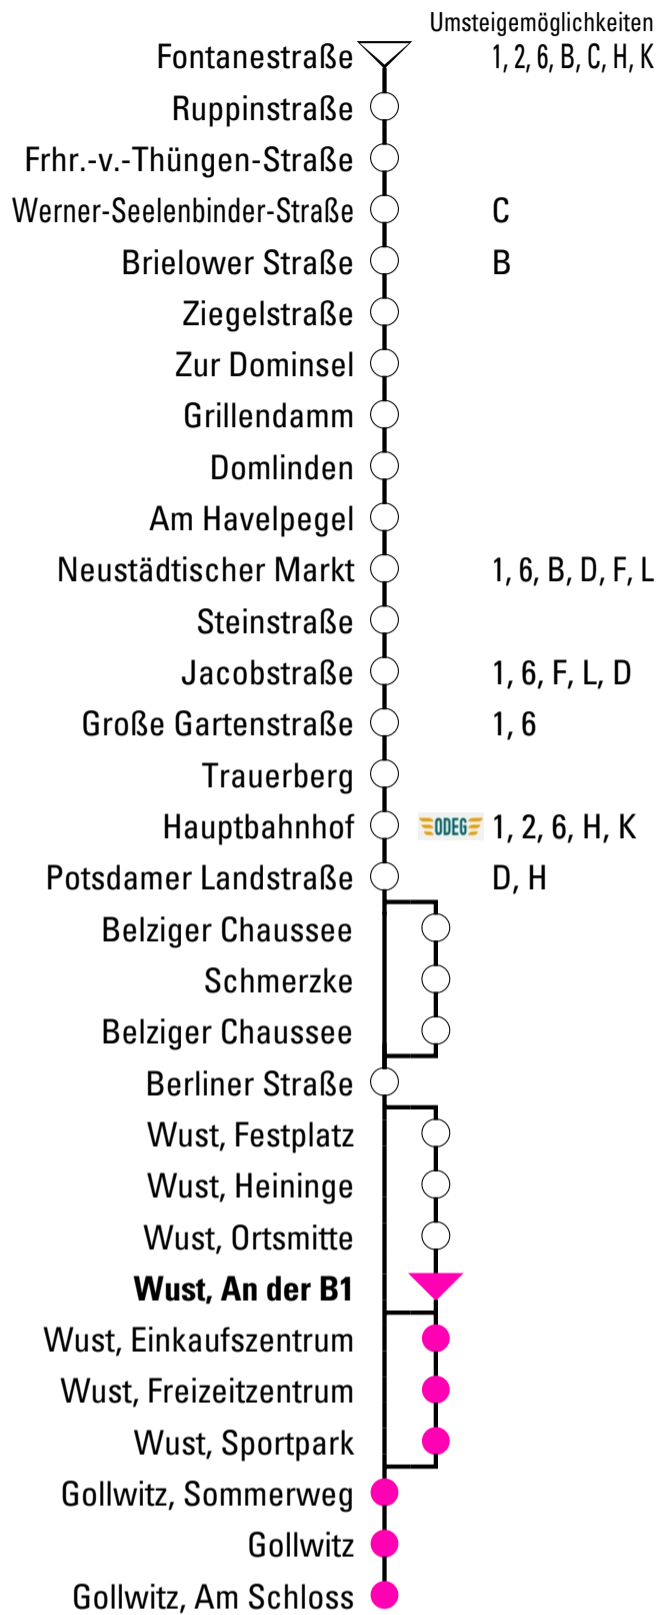 Umsteigemöglichkeiten
Fontanestraße 1, 2, 6, B, C, H, K
Ruppinstraße
Frhr.-v.-Thüngen-Straße
Werner-Seelenbinder-Straße C
Brielower Straße B
Ziegelstraße
Zur Dominsel
Grillendamm
Domlinden
Am Havelpegel
Neustädtischer Markt 1, 6, B, D, F, L
Steinstraße
Jacobstraße 1, 6, F, L, D
Große Gartenstraße 1, 6
Trauerberg
Hauptbahnhof ODEG 1, 2, 6, H, K
Potsdamer Landstraße D, H
Belziger Chaussee
Schmerzke
Belziger Chaussee
Berliner Straße
Wust, Festplatz
Wust, Heininge
Wust, Ortsmitte
Wust, An der B1
Wust, Einkaufszentrum
Wust, Freizeitzentrum
Wust, Sportpark
Gollwitz, Sommerweg
Gollwitz
Gollwitz, Am Schloss